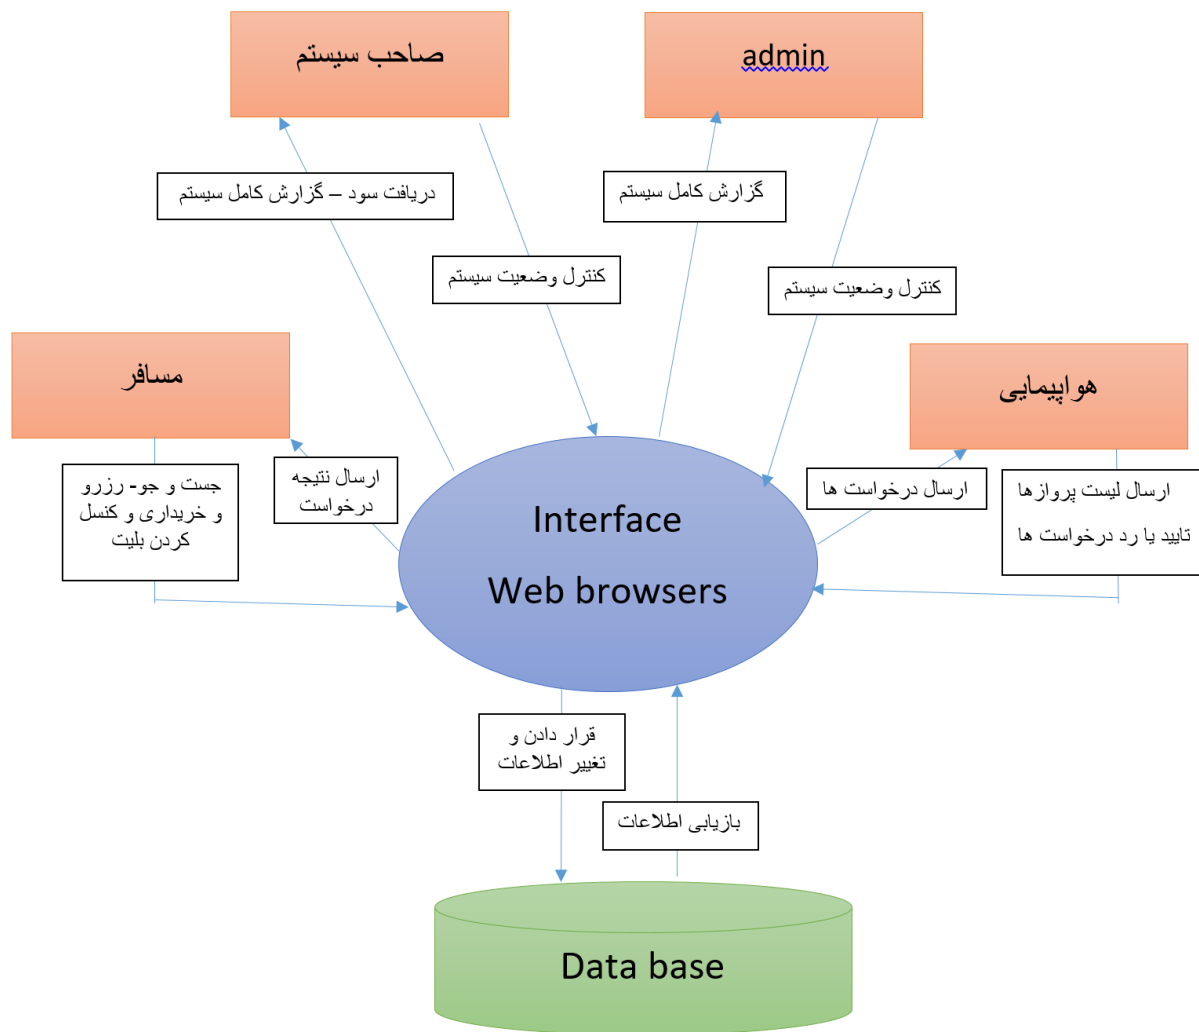 صاحب سیستم
admin
دریافت سود – گزارش کامل سیستم
گزارش کامل سیستم
کنترل وضعیت سیستم
کنترل وضعیت سیستم
مسافر
هواپیمایی
جست و جو- رزرو
و خریداری و کنسل
کردن بلیت
ارسال نتیجه
درخواست
ارسال درخواست ها
ارسال لیست پروازها
تایید یا رد درخواست ها
Interface
Web browsers
قرار دادن و
تغییر اطلاعات
بازیابی اطلاعات
Data base